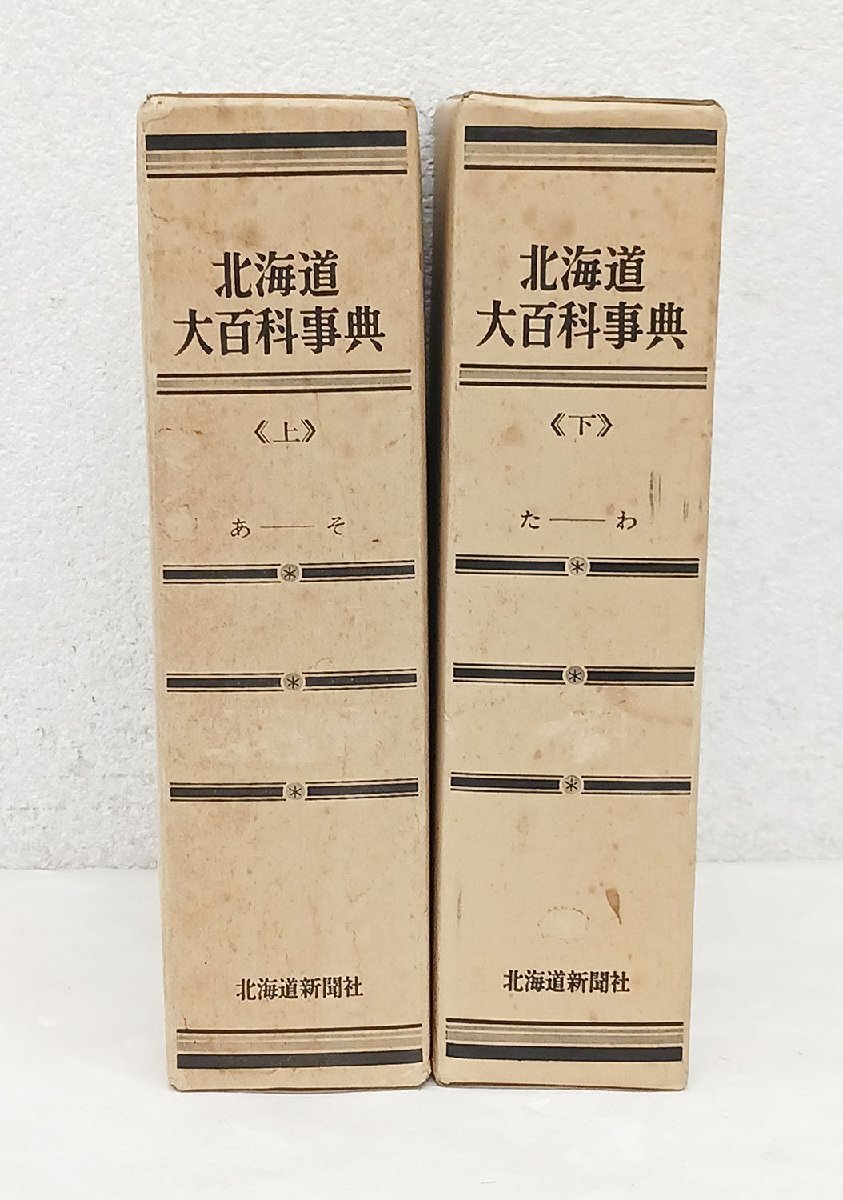 北海道
大百科事典
《上》
あ──そ
北海道新聞社
北海道
大百科事典
《下》
た──わ
北海道新聞社